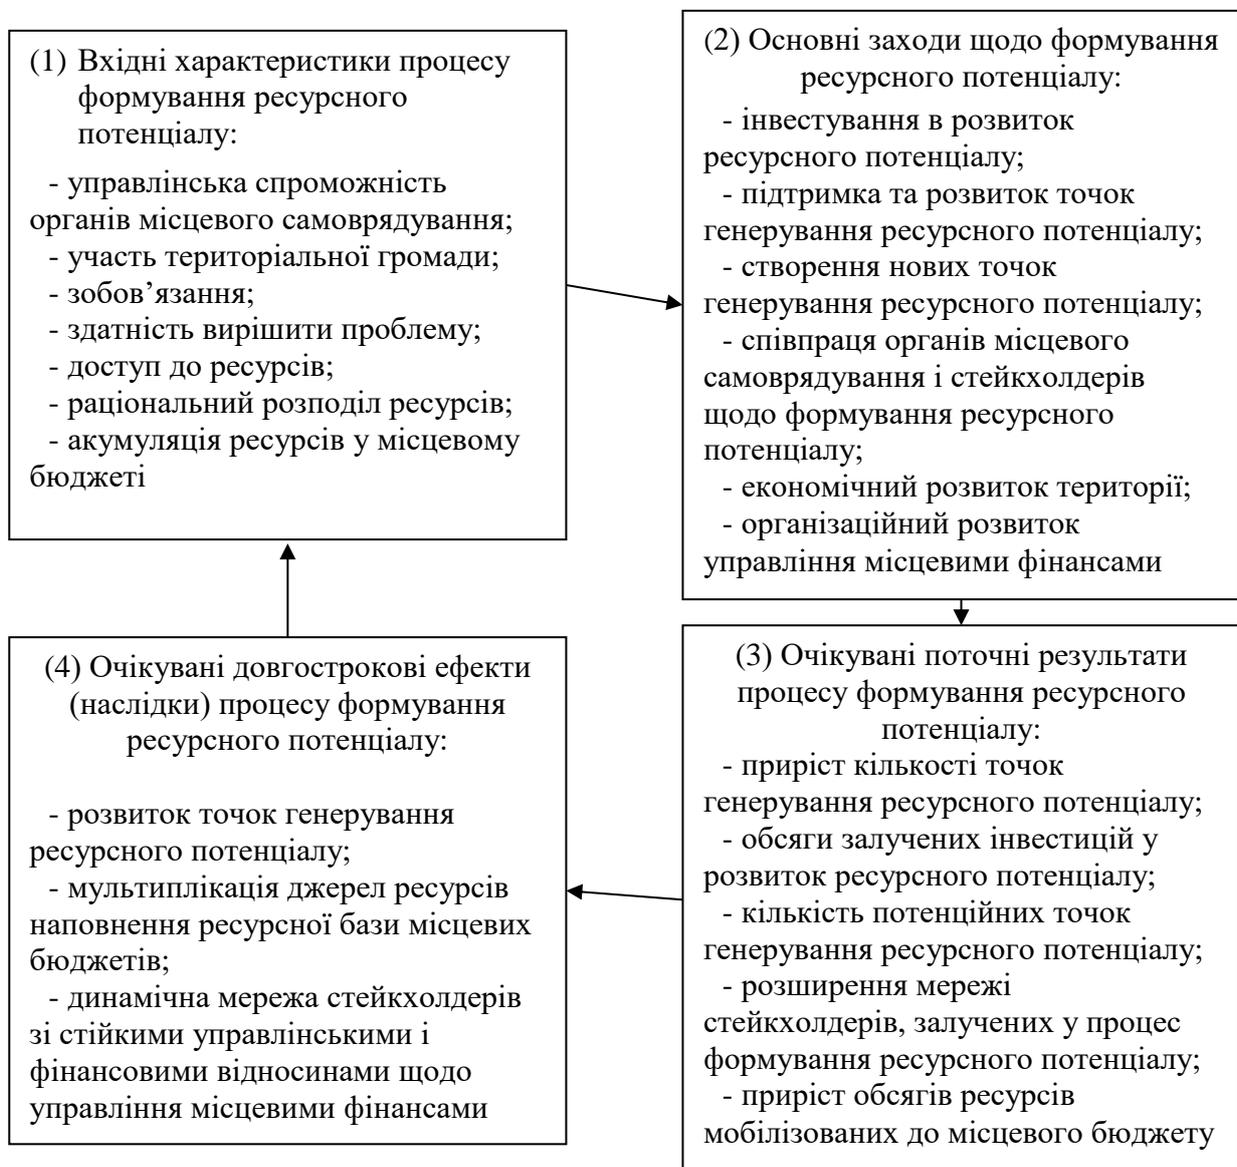 (1) Вхідні характеристики процесу
формування ресурсного
потенціалу:
- управлінська спроможність
органів місцевого самоврядування;
- участь територіальної громади;
- зобов’язання;
- здатність вирішити проблему;
- доступ до ресурсів;
- раціональний розподіл ресурсів;
- акумуляція ресурсів у місцевому
бюджеті
(2) Основні заходи щодо формування
ресурсного потенціалу:
- інвестування в розвиток
ресурсного потенціалу;
- підтримка та розвиток точок
генерування ресурсного потенціалу;
- створення нових точок
генерування ресурсного потенціалу;
- співпраця органів місцевого
самоврядування і стейкхолдерів
щодо формування ресурсного
потенціалу;
- економічний розвиток території;
- організаційний розвиток
управління місцевими фінансами
(3) Очікувані поточні результати
процесу формування ресурсного
потенціалу:
- приріст кількості точок
генерування ресурсного потенціалу;
- обсяги залучених інвестицій у
розвиток ресурсного потенціалу;
- кількість потенційних точок
генерування ресурсного потенціалу;
- розширення мережі
стейкхолдерів, залучених у процес
формування ресурсного потенціалу;
- приріст обсягів ресурсів
мобілізованих до місцевого бюджету
(4) Очікувані довгострокові ефекти
(наслідки) процесу формування
ресурсного потенціалу:
- розвиток точок генерування
ресурсного потенціалу;
- мультиплікація джерел ресурсів
наповнення ресурсної бази місцевих
бюджетів;
- динамічна мережа стейкхолдерів
зі стійкими управлінськими і
фінансовими відносинами щодо
управління місцевими фінансами